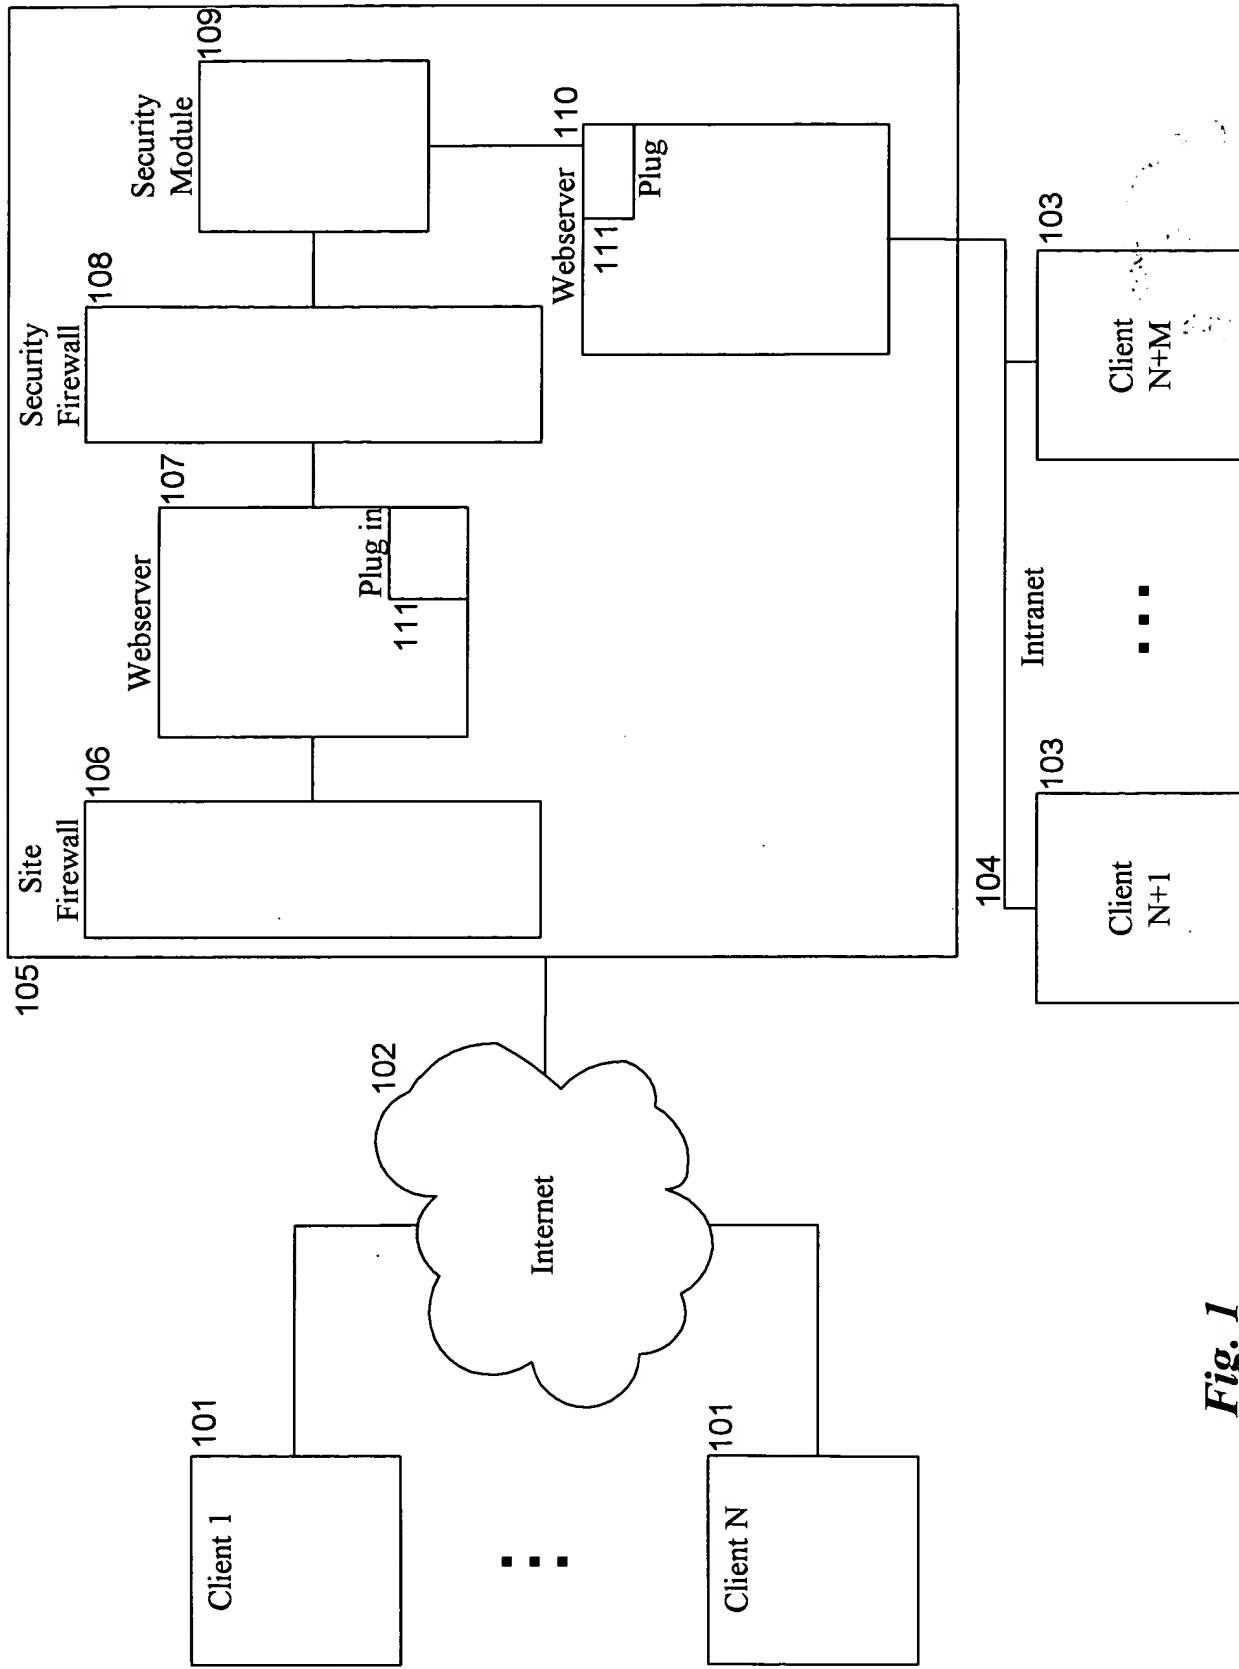 105
Site
Firewall
106
Webserver
107
Plug in
111
Security
Firewall
108
Security
Module
109
Webserver
110
111
Plug
102
Internet
Client 1
101
Client N
101
104
Intranet
Client
N+1
103
Client
N+M
103
Fig. 1